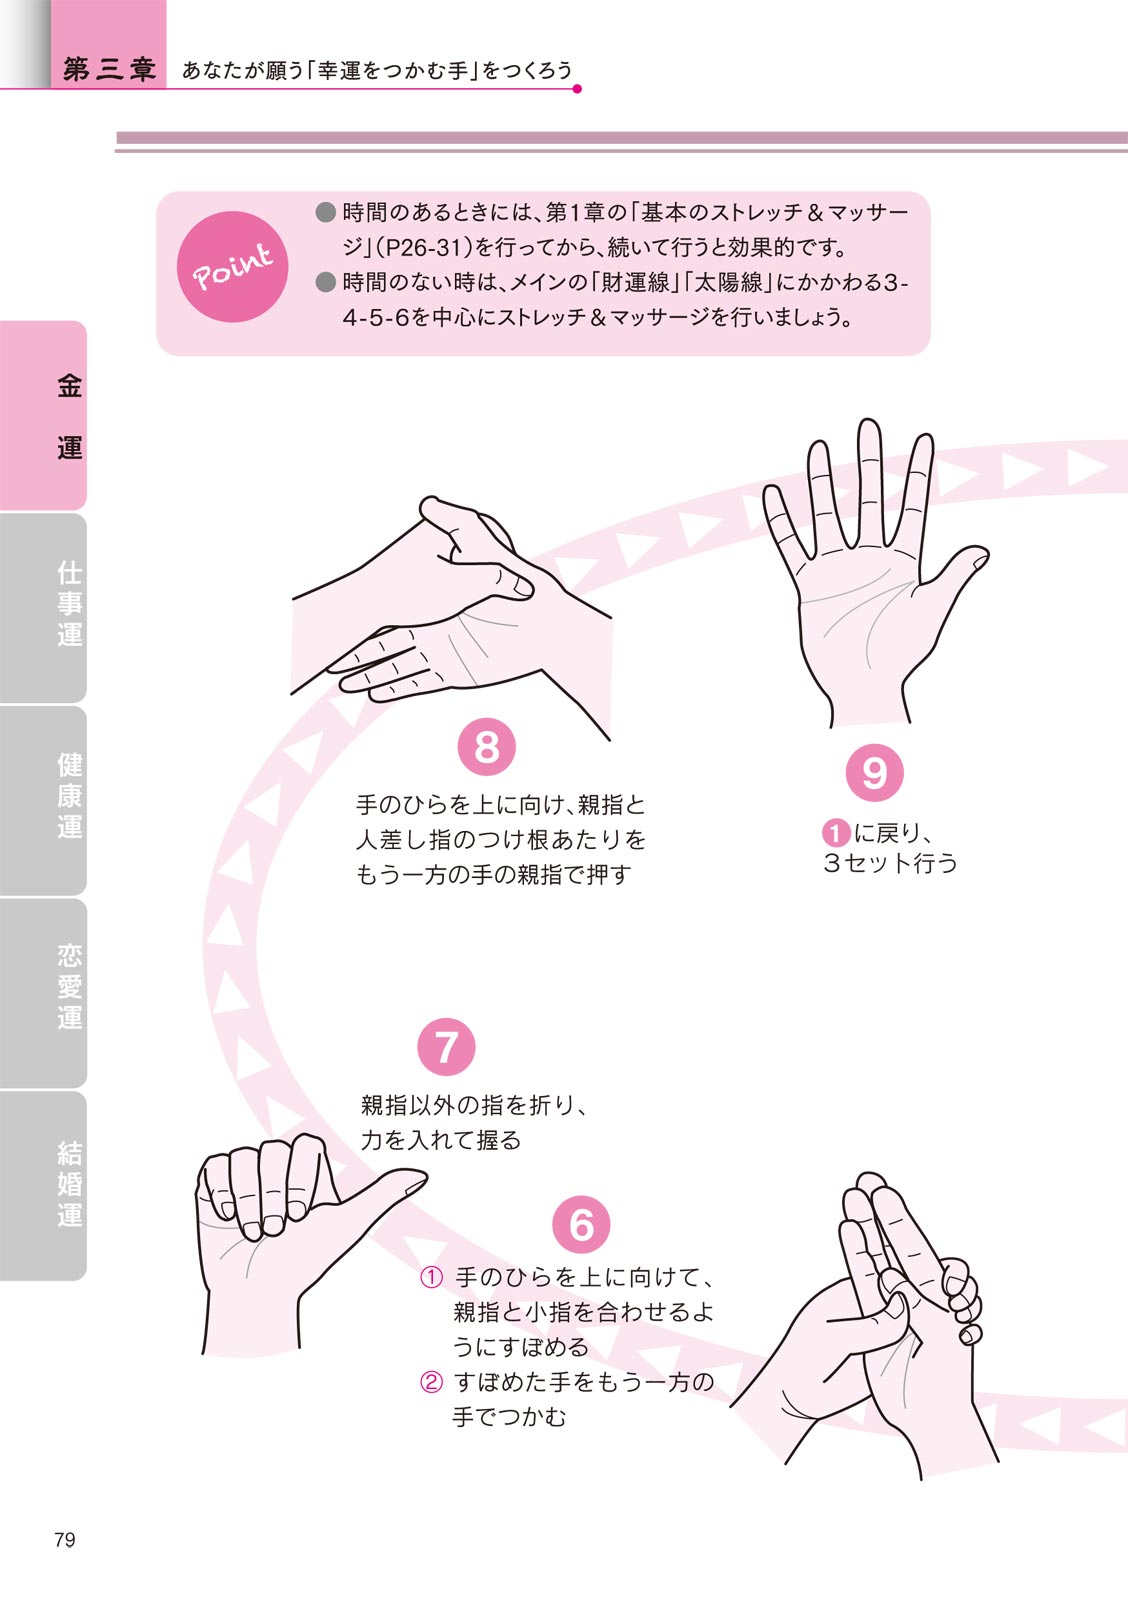 第三章 あなたが願う「幸運をつかむ手」をつくろう
Point
●時間のあるときには、第1章の「基本のストレッチ＆マッサー
ジ」（P26-31）を行ってから、続いて行うと効果的です。
●時間のない時は、メインの「財運線」「太陽線」にかかわる3-
4-5-6を中心にストレッチ＆マッサージを行いましょう。
金運
仕事運
健康運
恋愛運
結婚運
6
① 手のひらを上に向けて、
親指と小指を合わせるよ
うにすぼめる
② すぼめた手をもう一方の
手でつかむ
7
親指以外の指を折り、
力を入れて握る
8
手のひらを上に向け、親指と
人差し指のつけ根あたりを
もう一方の手の親指で押す
9
1に戻り、
３セット行う
79